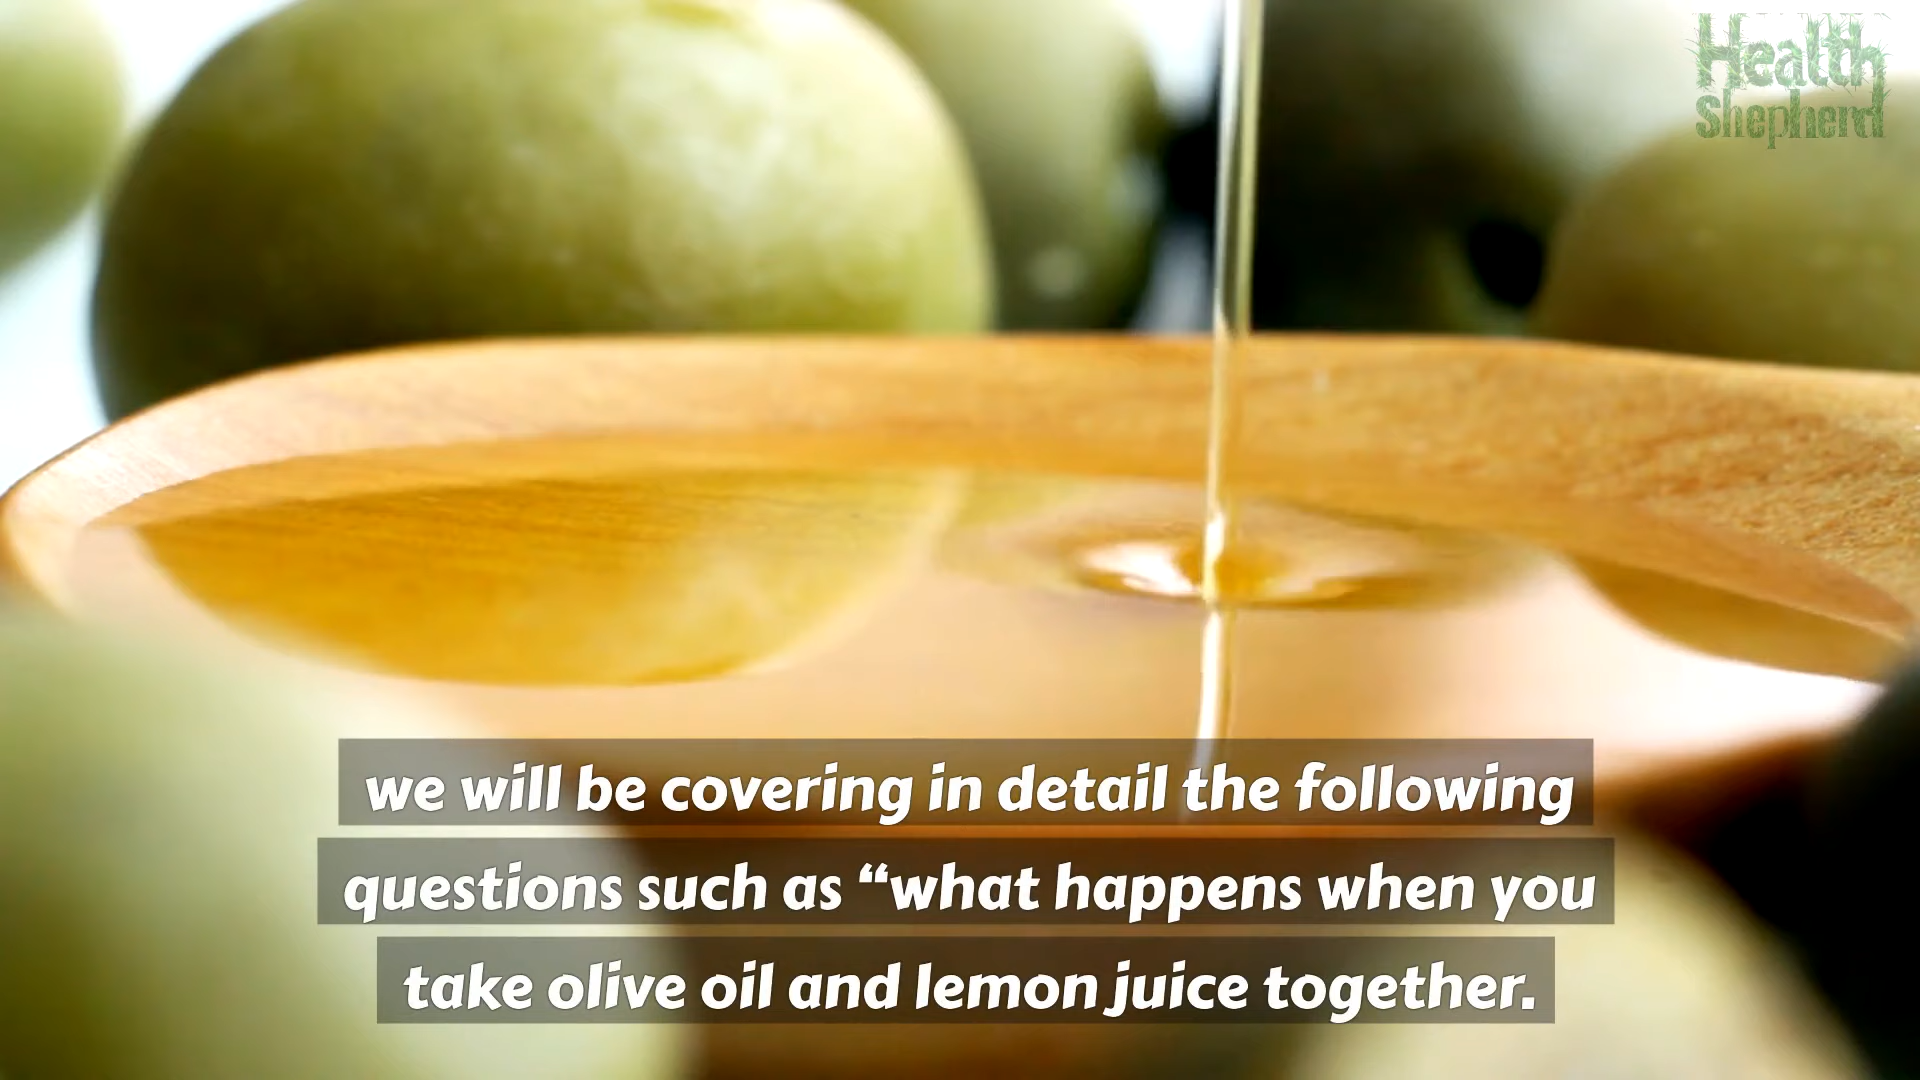 Health
Shepherd
we will be covering in detail the following
questions such as “what happens when you
take olive oil and lemon juice together.